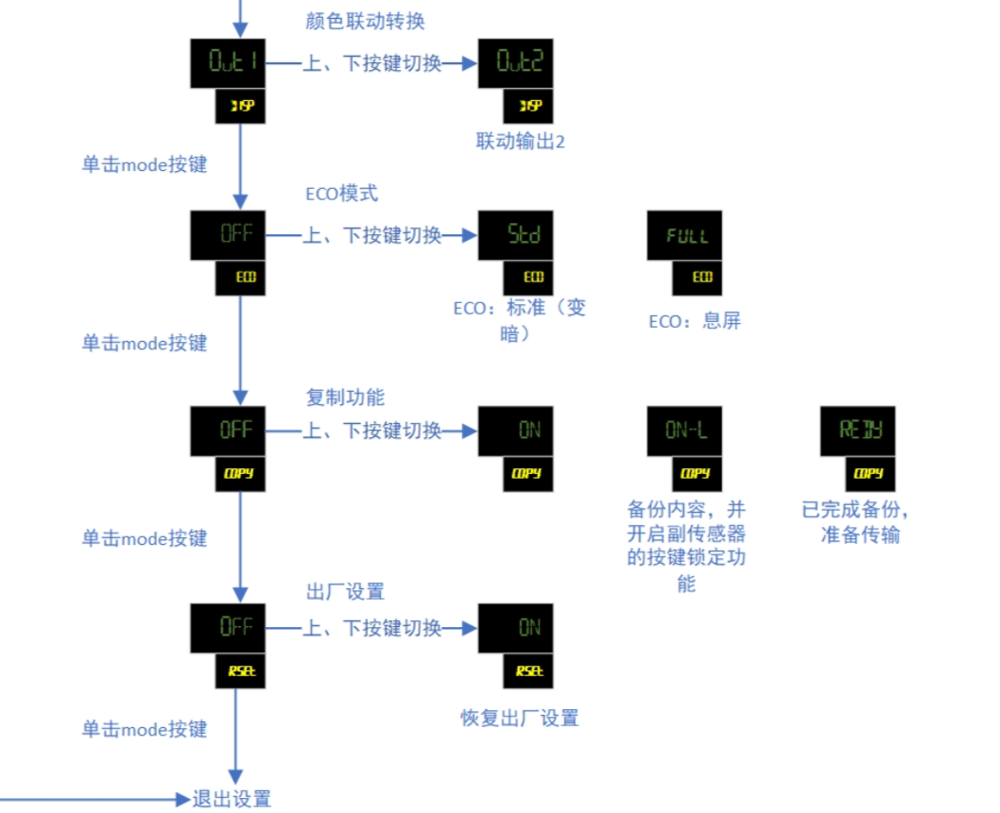 颜色联动转换
Out1
上、下按键切换
Out2
DISP
DISP
联动输出2
单击mode按键
ECO模式
OFF
上、下按键切换
Std
FULL
ECO
ECO
ECO
ECO：标准（变
暗）
ECO：息屏
单击mode按键
复制功能
OFF
上、下按键切换
ON
ON-L
REDY
COPY
COPY
COPY
COPY
备份内容，并
开启副传感器
的按键锁定功
能
已完成备份，
准备传输
单击mode按键
出厂设置
OFF
上、下按键切换
ON
RSEt
RSEt
恢复出厂设置
单击mode按键
退出设置